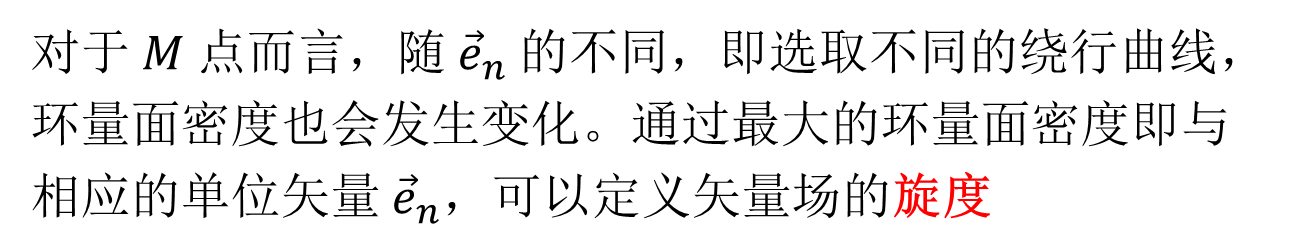 对于 𝑀 点而言，随 𝑒⃗ₙ 的不同，即选取不同的绕行曲线，
环量面密度也会发生变化。通过最大的环量面密度即与
相应的单位矢量 𝑒⃗ₙ，可以定义矢量场的旋度